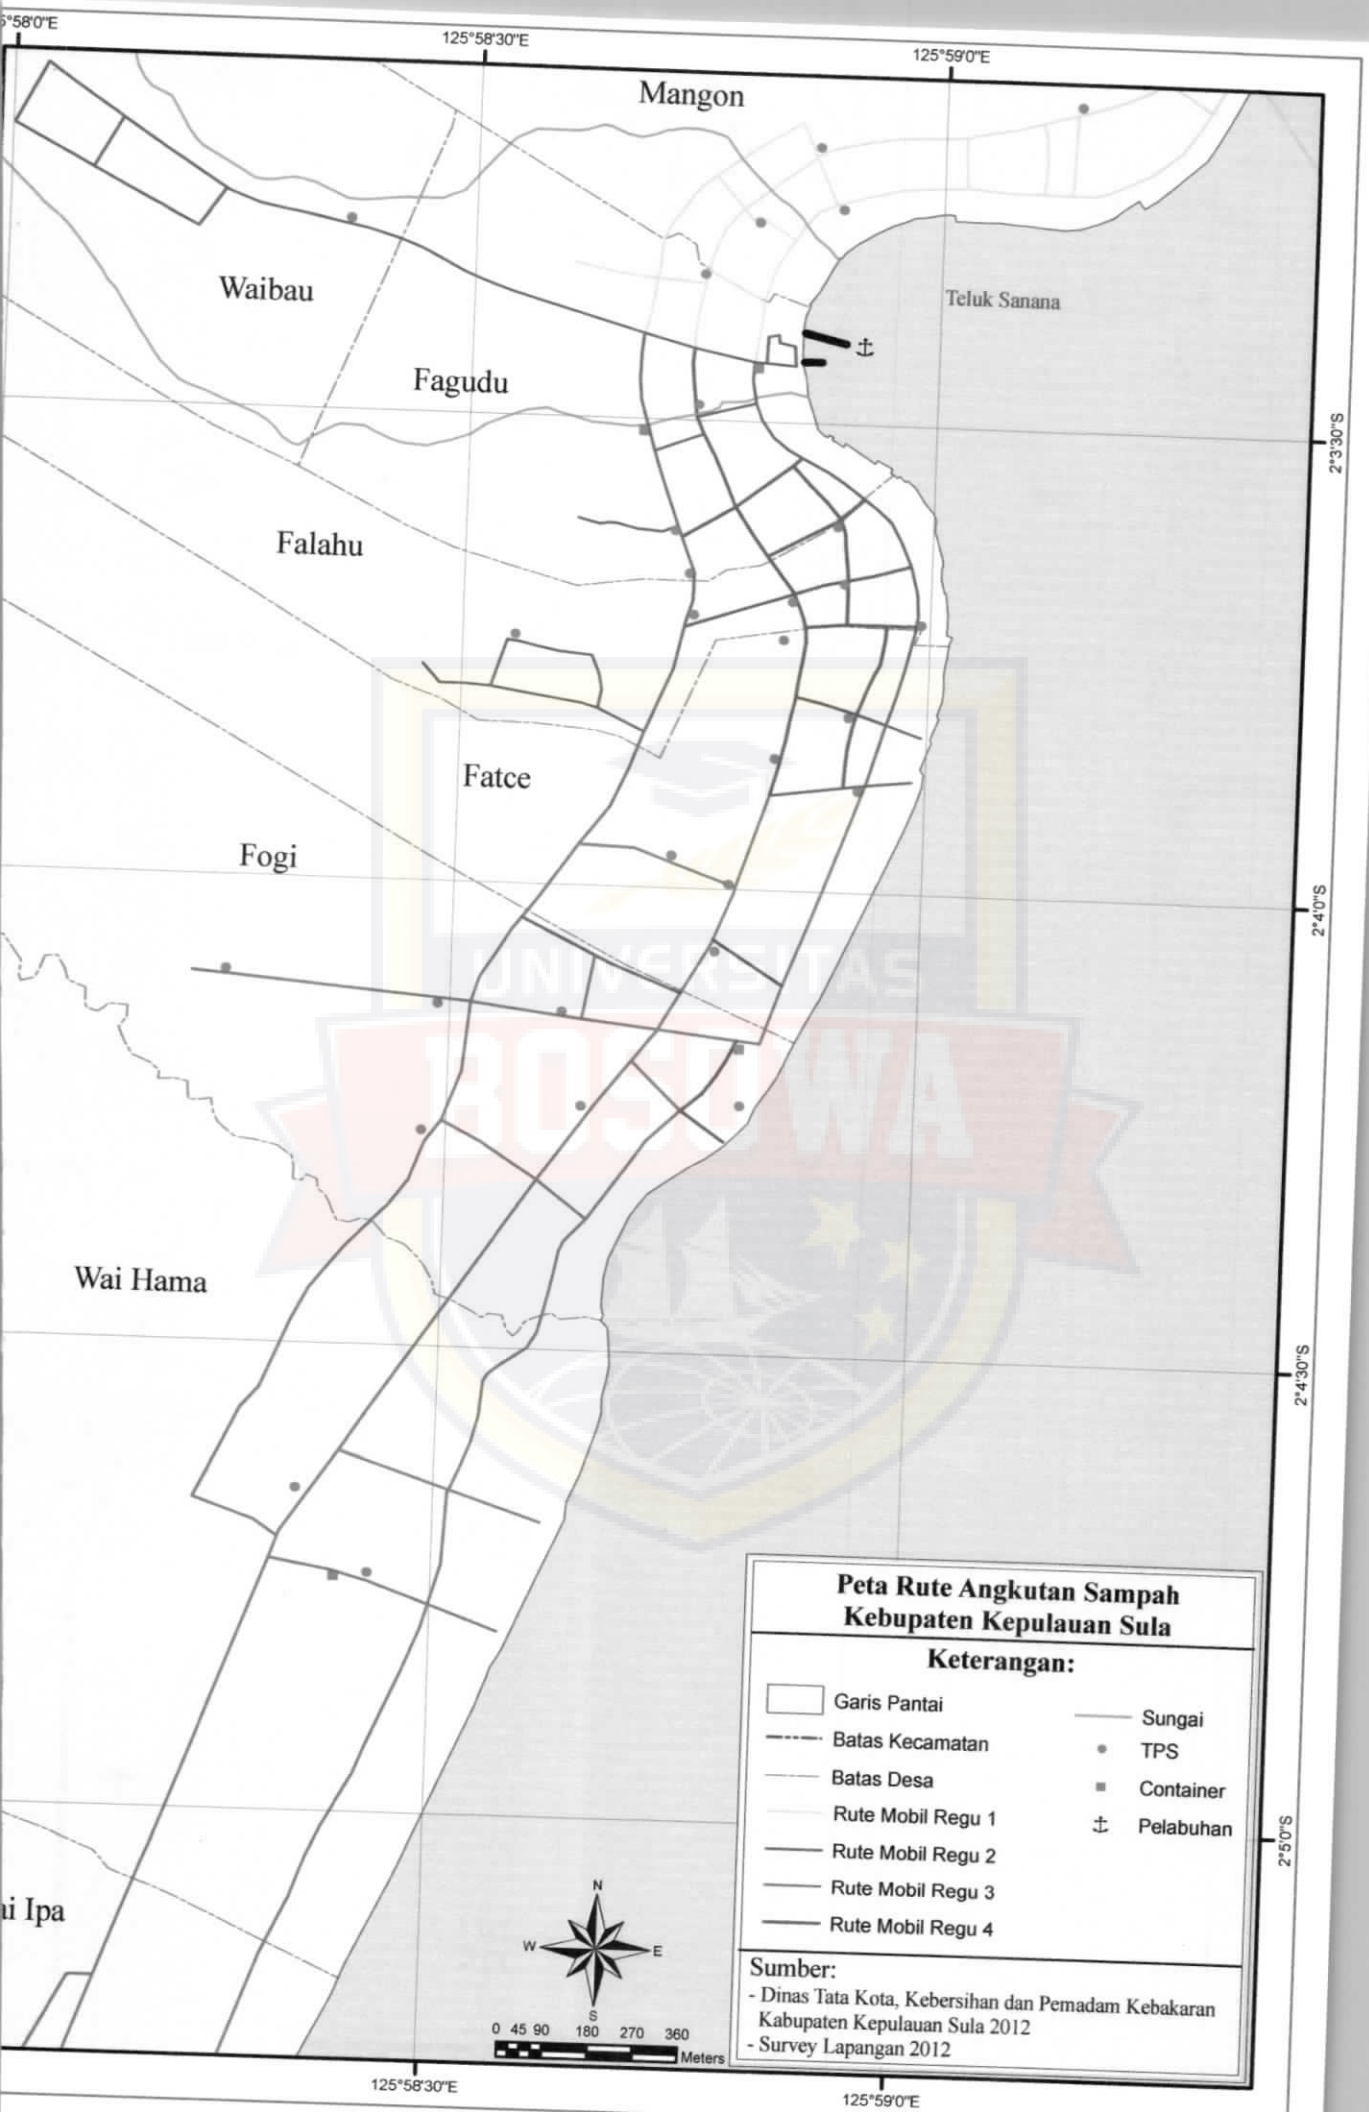 125°58'30"E
125°59'0"E
Mangon
Waibau
Teluk Sanana
Fagudu
2°3'30"S
Falahu
Fatce
Fogi
2°4'0"S
UNIVERSITAS
BOSOWA
Wai Hama
2°4'30"S
Peta Rute Angkutan Sampah
Kebupaten Kepulauan Sula
Keterangan:
Garis Pantai
Batas Kecamatan
Batas Desa
Rute Mobil Regu 1
Rute Mobil Regu 2
Rute Mobil Regu 3
Rute Mobil Regu 4
Sungai
TPS
Container
Pelabuhan
2°5'0"S
Ipa
N
W E
S
0 45 90 180 270 360
Meters
Sumber:
- Dinas Tata Kota, Kebersihan dan Pemadam Kebakaran
Kabupaten Kepulauan Sula 2012
- Survey Lapangan 2012
125°58'30"E
125°59'0"E